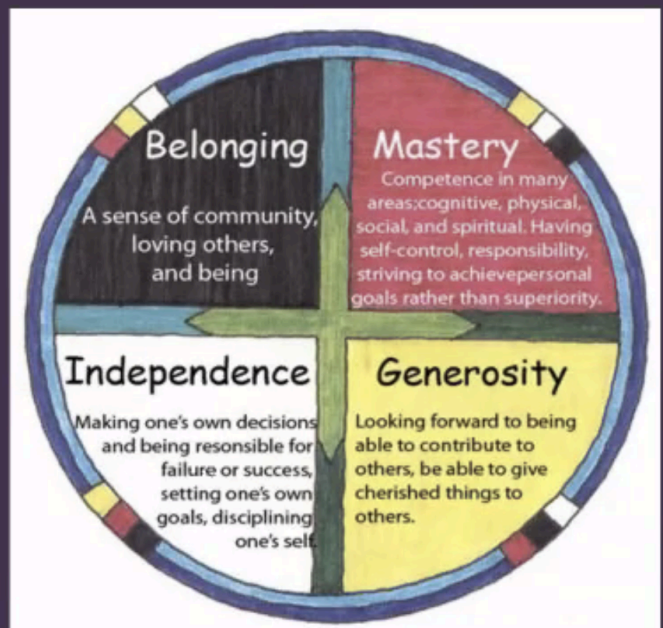 Belonging
A sense of community,
loving others,
and being
Mastery
Competence in many
areas;cognitive, physical,
social, and spiritual. Having
self-control, responsibility,
striving to achievepersonal
goals rather than superiority.
Independence
Making one's own decisions
and being resonsible for
failure or success,
setting one's own
goals, disciplining
one's self.
Generosity
Looking forward to being
able to contribute to
others, be able to give
cherished things to
others.